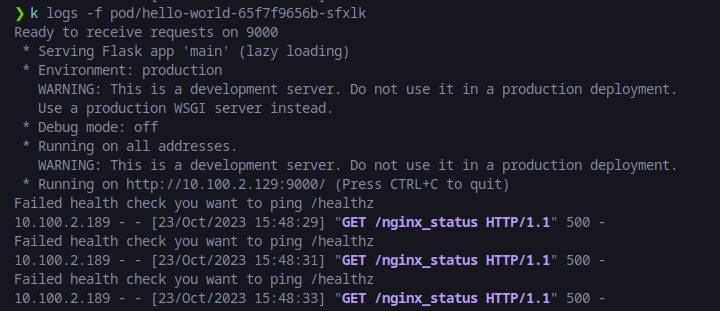 ❯ k logs -f pod/hello-world-65f7f9656b-sfxlk
Ready to receive requests on 9000
 * Serving Flask app 'main' (lazy loading)
 * Environment: production
   WARNING: This is a development server. Do not use it in a production deployment.
   Use a production WSGI server instead.
 * Debug mode: off
 * Running on all addresses.
   WARNING: This is a development server. Do not use it in a production deployment.
 * Running on http://10.100.2.129:9000/ (Press CTRL+C to quit)
Failed health check you want to ping /healthz
10.100.2.189 - - [23/Oct/2023 15:48:29] "GET /nginx_status HTTP/1.1" 500 -
Failed health check you want to ping /healthz
10.100.2.189 - - [23/Oct/2023 15:48:31] "GET /nginx_status HTTP/1.1" 500 -
Failed health check you want to ping /healthz
10.100.2.189 - - [23/Oct/2023 15:48:33] "GET /nginx_status HTTP/1.1" 500 -